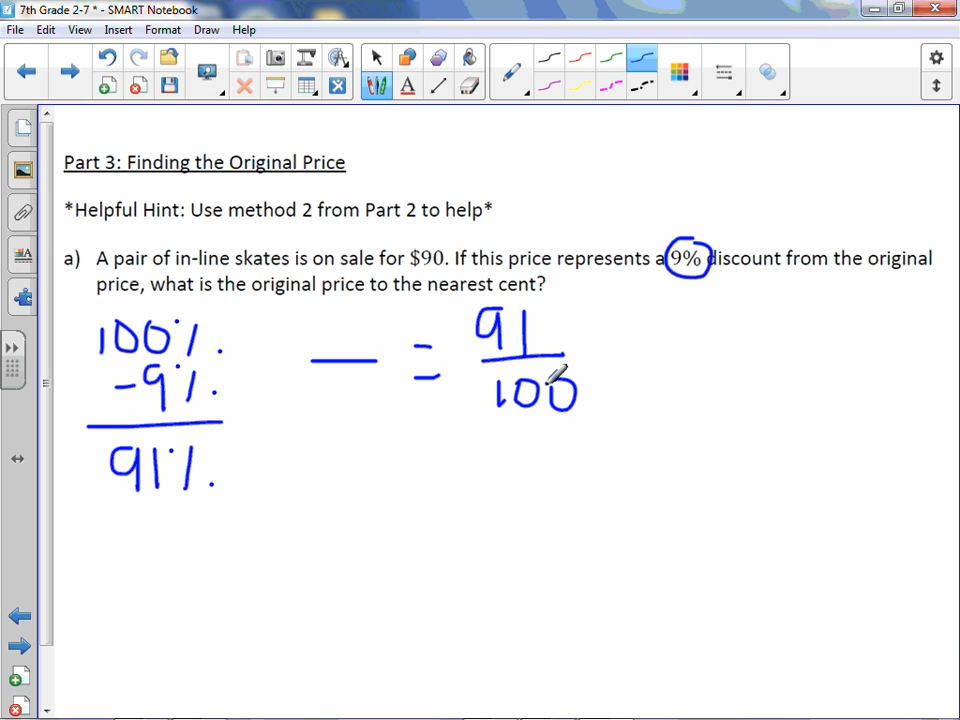 7th Grade 2-7 * - SMART Notebook
File Edit View Insert Format Draw Help
Part 3: Finding the Original Price
*Helpful Hint: Use method 2 from Part 2 to help*
a) A pair of in-line skates is on sale for $90. If this price represents a 9% discount from the original
price, what is the original price to the nearest cent?
100%
-9%
91%
= 91
100